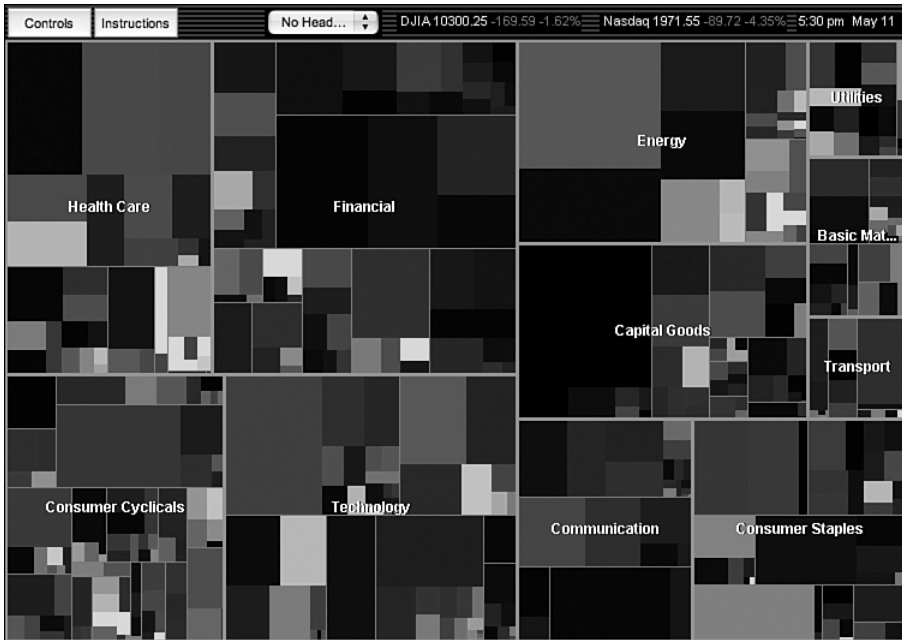 Controls Instructions No Head... DJIA 10300.25 -169.59 -1.62% Nasdaq 1971.55 -89.72 -4.35% 5:30 pm May 11
Utilities
Energy
Health Care Financial
Basic Mat...
Capital Goods
Transport
Consumer Cyclicals Technology
Communication Consumer Staples